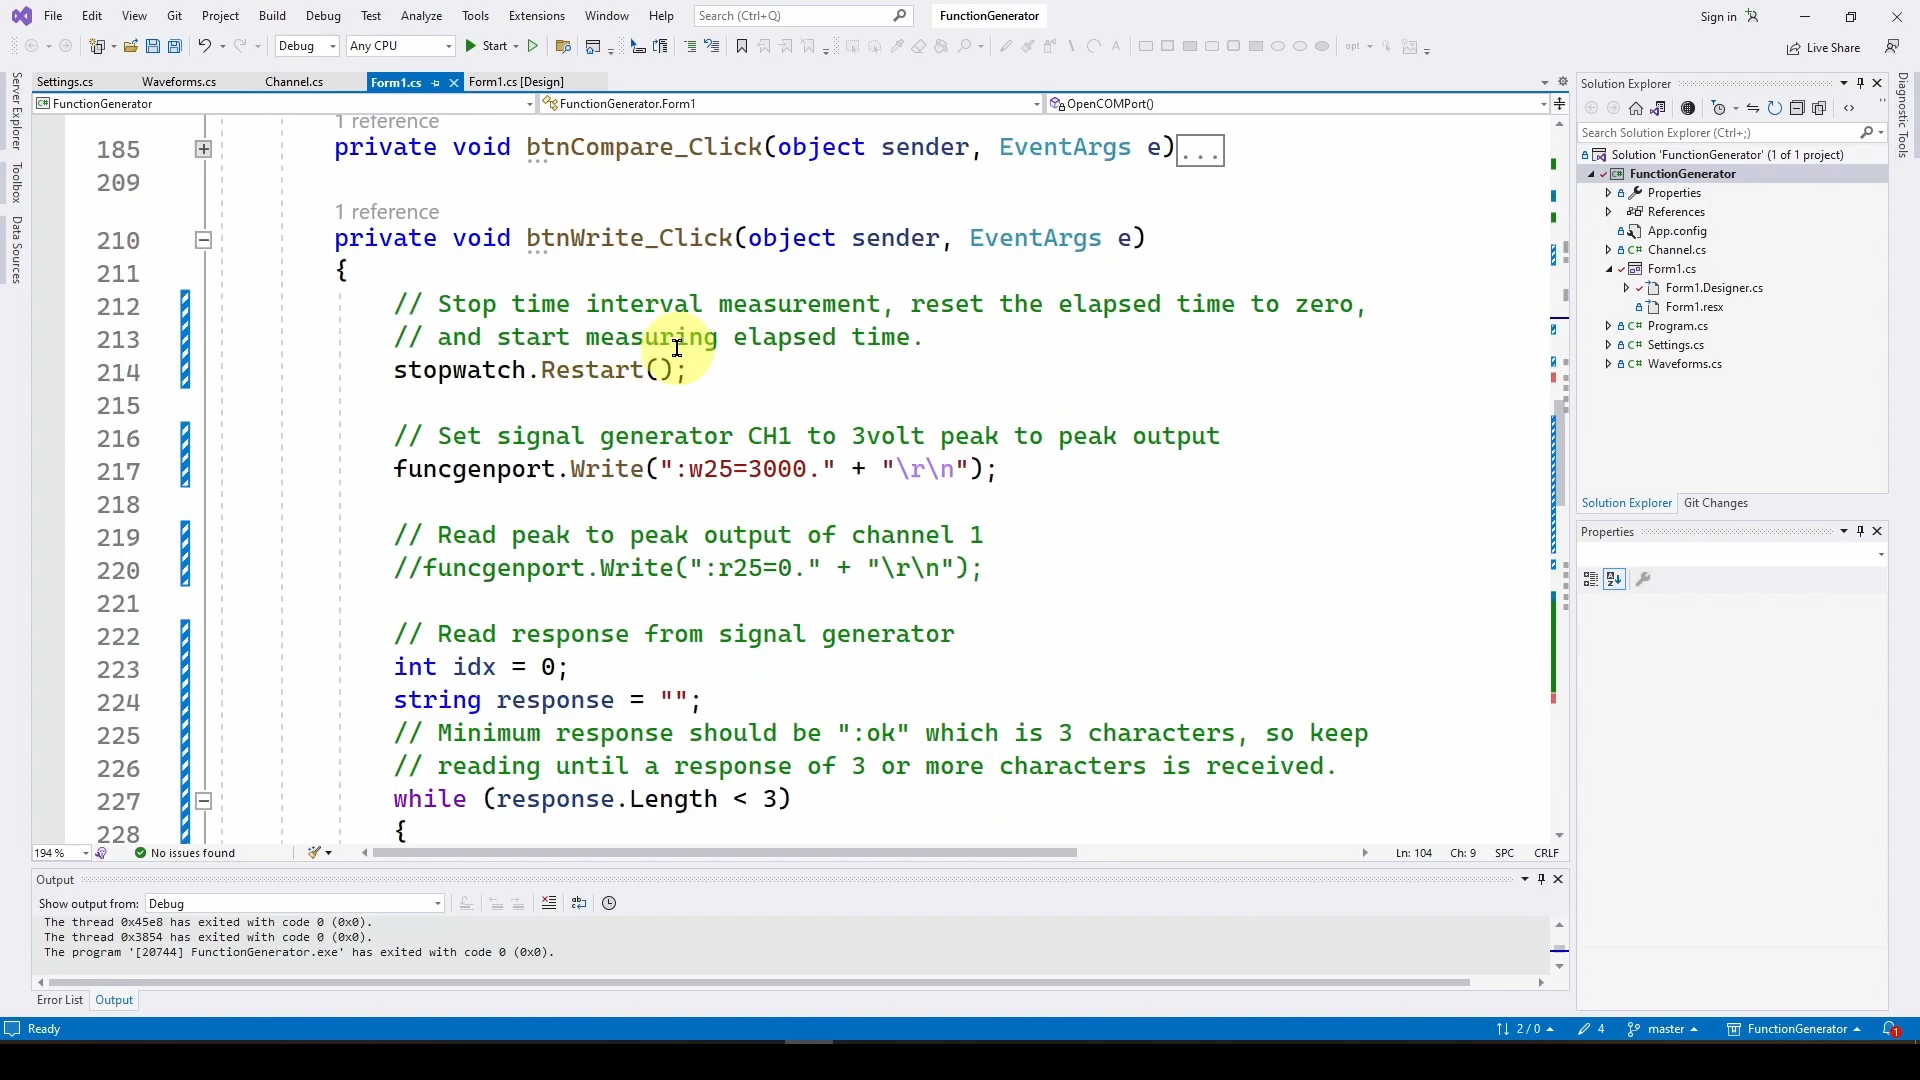 File Edit View Git Project Build Debug Test Analyze Tools Extensions Window Help Search (Ctrl+Q) FunctionGenerator Sign in
Debug Any CPU Start opt Live Share
Settings.cs Waveforms.cs Channel.cs Form1.cs Form1.cs [Design]
FunctionGenerator FunctionGenerator.Form1 OpenCOMPort()
Server Explorer
Toolbox
Data Sources
1 reference
185 private void btnCompare_Click(object sender, EventArgs e)...
209
1 reference
210 private void btnWrite_Click(object sender, EventArgs e)
211 {
212 // Stop time interval measurement, reset the elapsed time to zero,
213 // and start measuring elapsed time.
214 stopwatch.Restart();
215
216 // Set signal generator CH1 to 3volt peak to peak output
217 funcgenport.Write(":w25=3000." + "\r\n");
218
219 // Read peak to peak output of channel 1
220 //funcgenport.Write(":r25=0." + "\r\n");
221
222 // Read response from signal generator
223 int idx = 0;
224 string response = "";
225 // Minimum response should be ":ok" which is 3 characters, so keep
226 // reading until a response of 3 or more characters is received.
227 while (response.Length < 3)
228 {
194 % No issues found Ln: 104 Ch: 9 SPC CRLF
Output
Show output from: Debug
The thread 0x45e8 has exited with code 0 (0x0).
The thread 0x3854 has exited with code 0 (0x0).
The program '[20744] FunctionGenerator.exe' has exited with code 0 (0x0).
Error List Output
Solution Explorer
Search Solution Explorer (Ctrl+;)
Solution 'FunctionGenerator' (1 of 1 project)
C# FunctionGenerator
Properties
References
App.config
C# Channel.cs
Form1.cs
Form1.Designer.cs
Form1.resx
C# Program.cs
C# Settings.cs
C# Waveforms.cs
Solution Explorer Git Changes
Properties
Diagnostic Tools
Ready 2 / 0 4 master FunctionGenerator 1